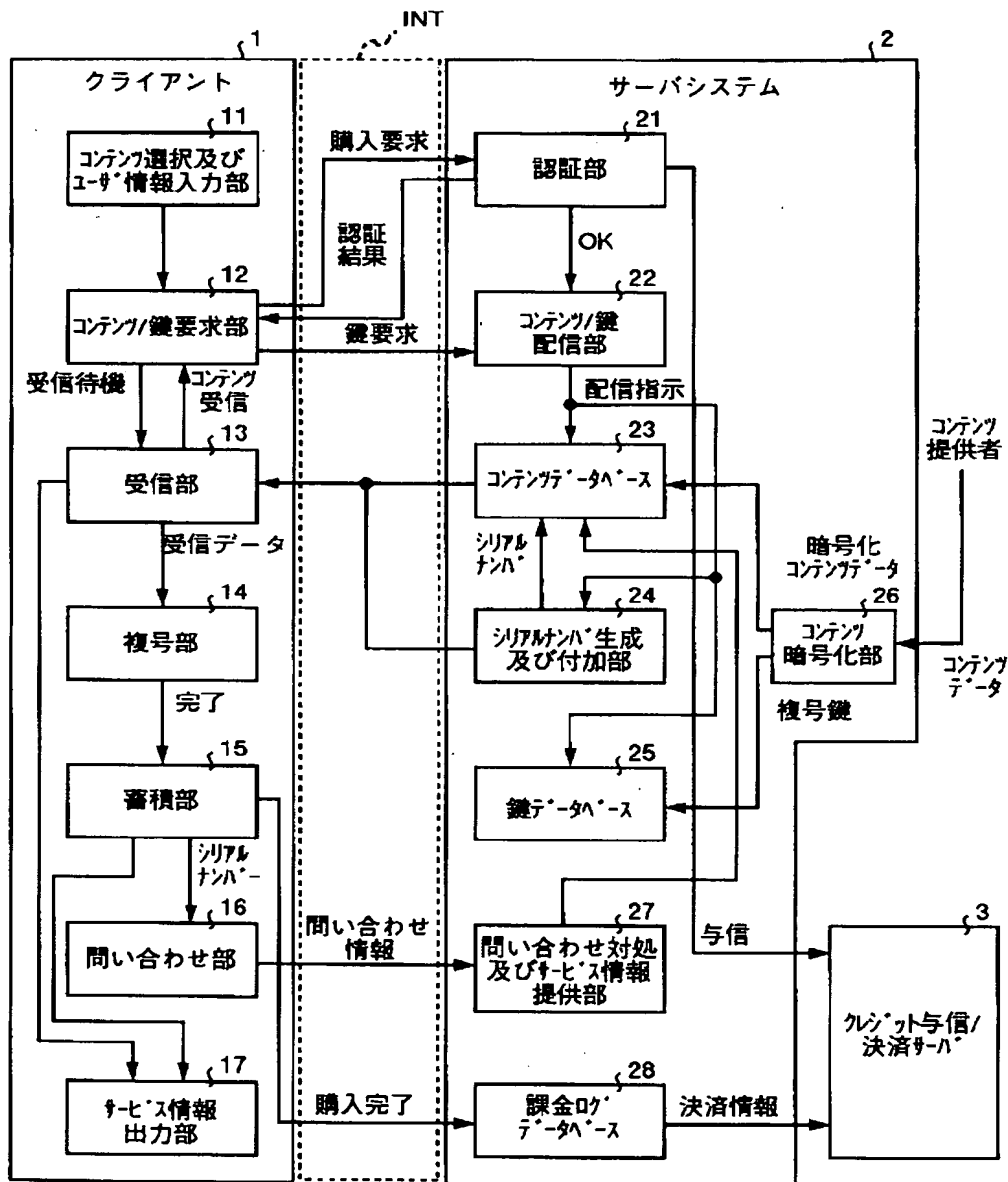 INT
1
2
クライアント
サーバシステム
11
コンテンツ選択及び
ユーザ情報入力部
購入要求
21
認証部
認証
結果
OK
12
コンテンツ/鍵要求部
鍵要求
22
コンテンツ/鍵
配信部
受信待機
コンテンツ
受信
配信指示
13
受信部
23
コンテンツデータベース
コンテンツ
提供者
受信データ
シリアル
ナンバ
暗号化
コンテンツデータ
14
複号部
24
シリアルナンバ生成
及び付加部
26
コンテンツ
暗号化部
コンテンツ
データ
完了
複号鍵
15
蓄積部
25
鍵データベース
シリアル
ナンバー
16
問い合わせ部
問い合わせ
情報
27
問い合わせ対処
及びサービス情報
提供部
与信
3
クレジット与信/
決済サーバ
17
サービス情報
出力部
購入完了
28
課金ログ
データベース
決済情報